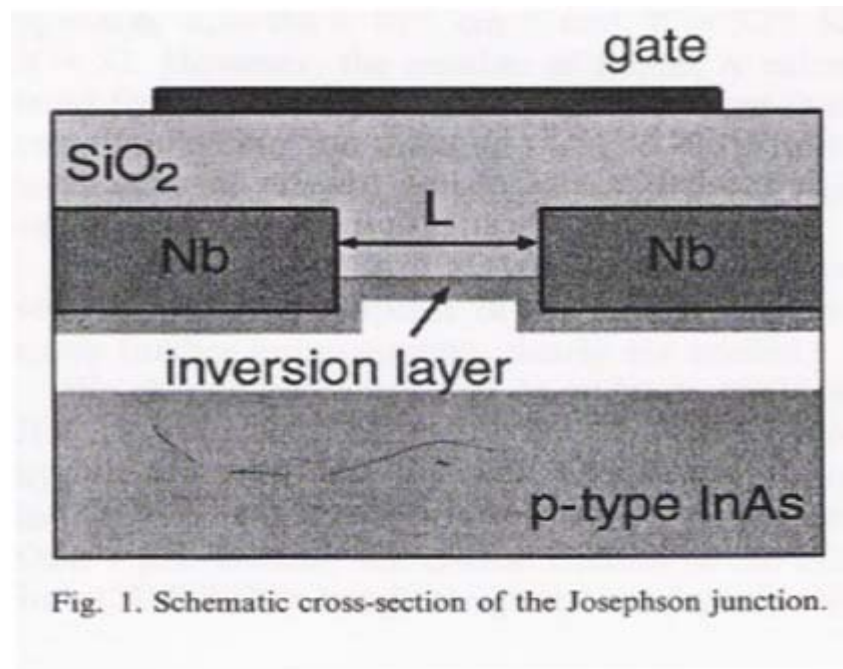 gate
SiO₂
L
Nb
Nb
inversion layer
p-type InAs
Fig. 1. Schematic cross-section of the Josephson junction.